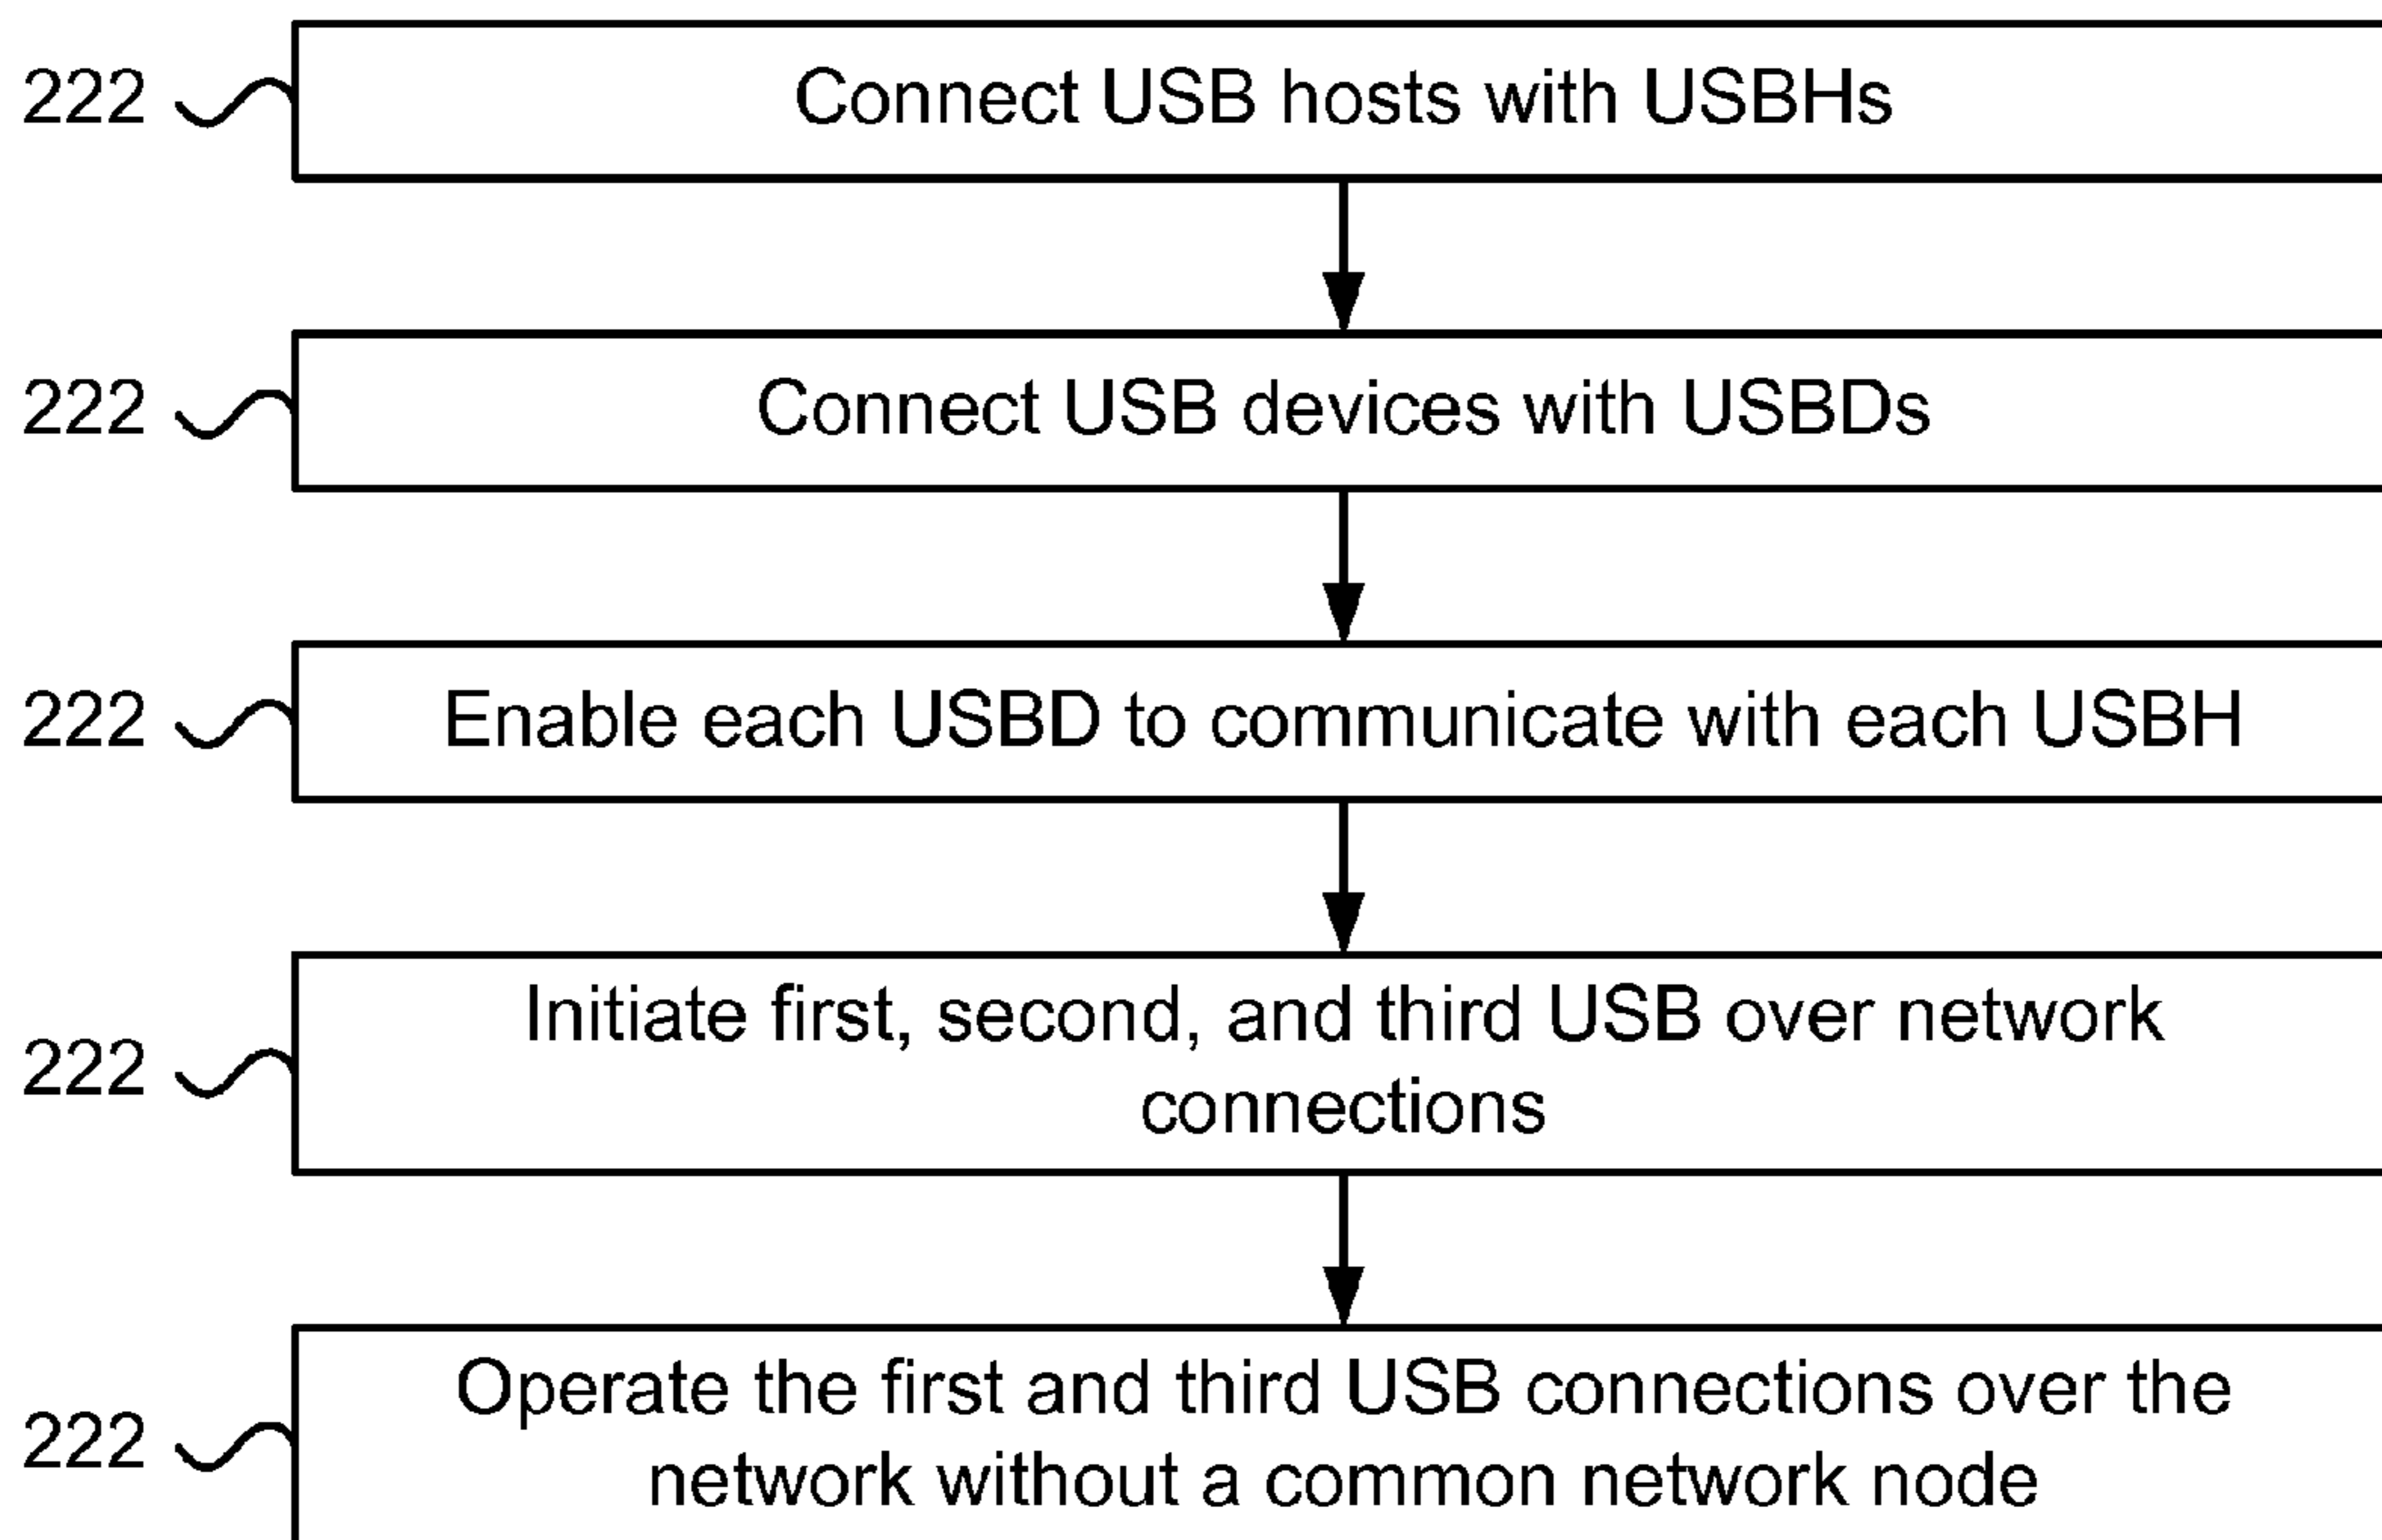 222
Connect USB hosts with USBHs
222
Connect USB devices with USBDs
222
Enable each USBD to communicate with each USBH
222
Initiate first, second, and third USB over network
connections
222
Operate the first and third USB connections over the
network without a common network node